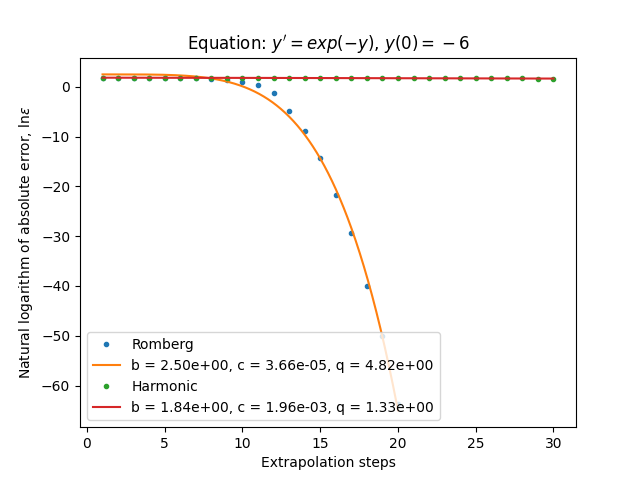 Equation: y′ = exp(−y), y(0) = −6
Natural logarithm of absolute error, lnε
0
−10
−20
−30
−40
−50
−60
Romberg
b = 2.50e+00, c = 3.66e-05, q = 4.82e+00
Harmonic
b = 1.84e+00, c = 1.96e-03, q = 1.33e+00
0 5 10 15 20 25 30
Extrapolation steps